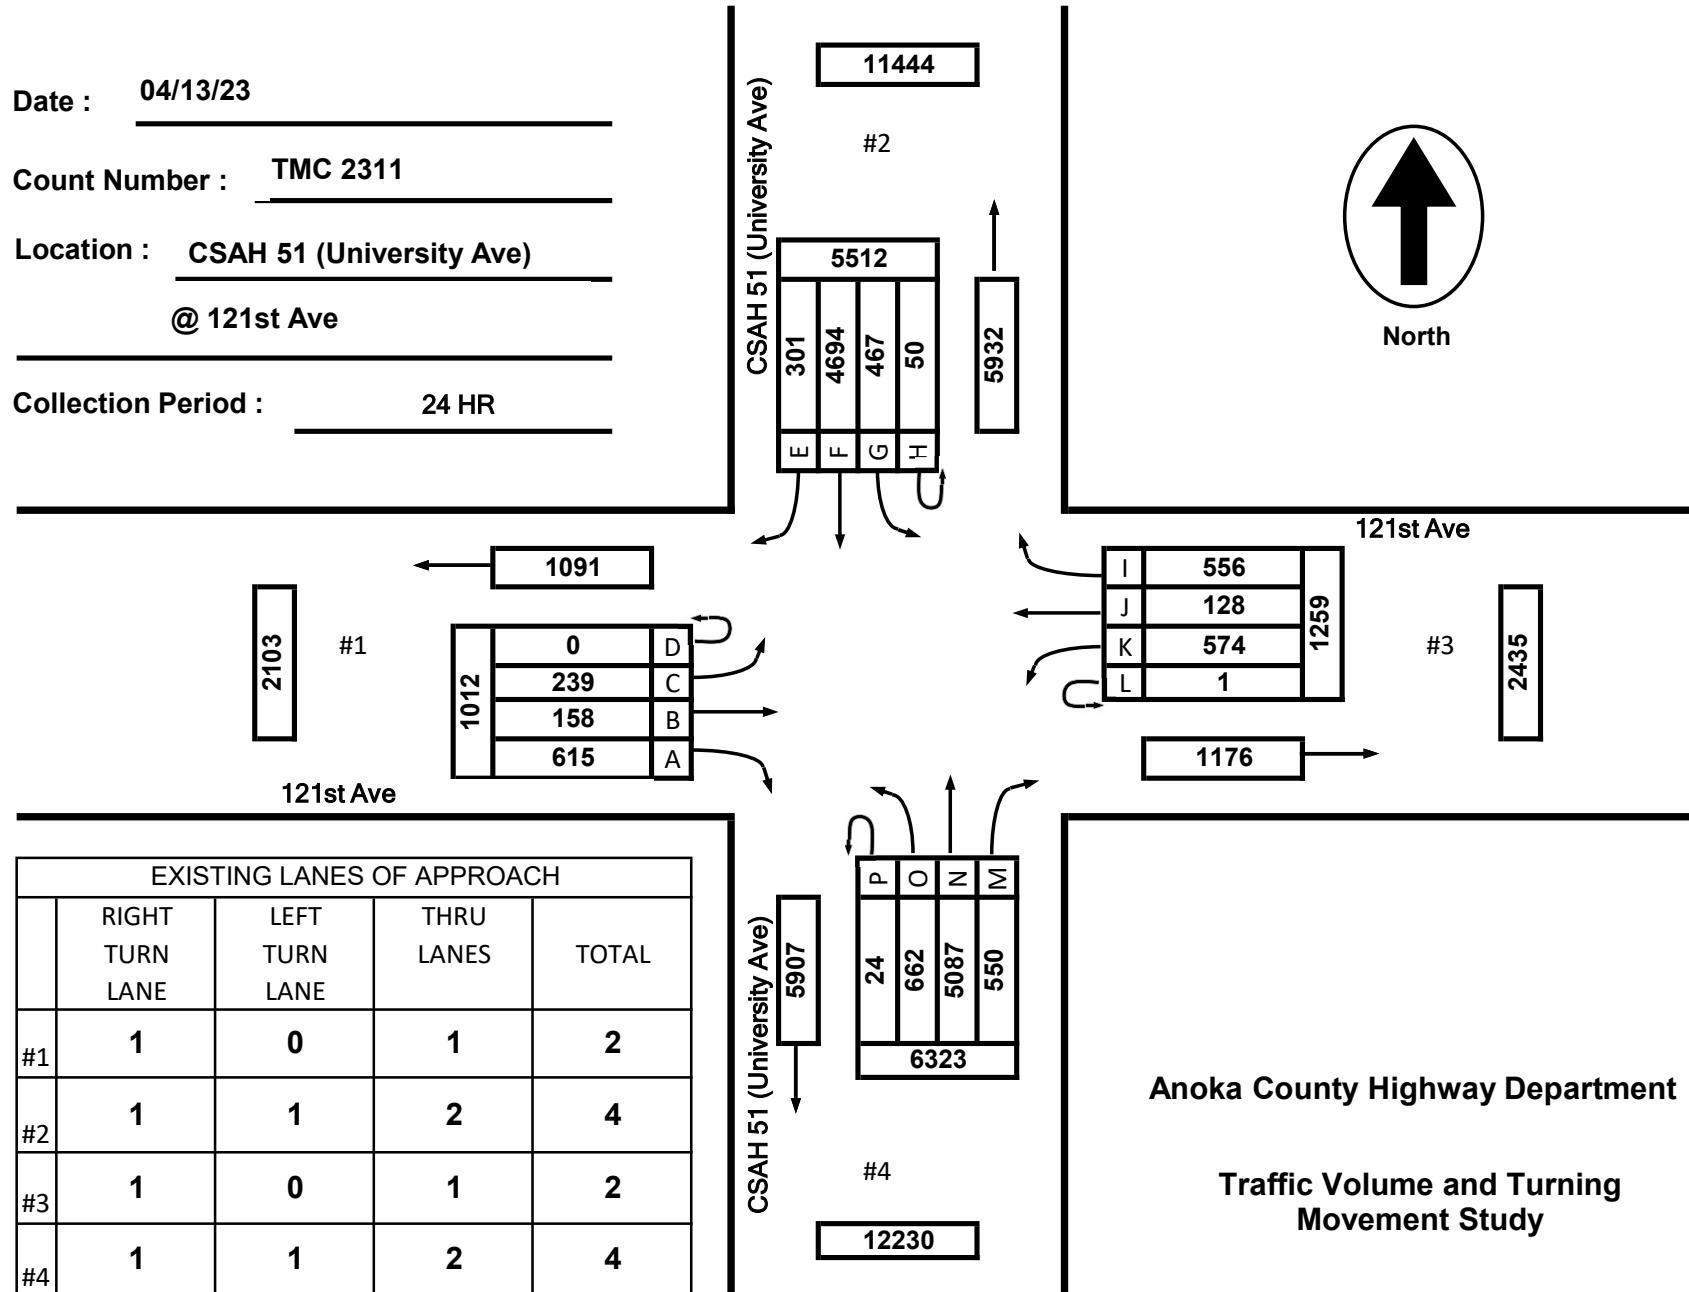 Date : 04/13/23
Count Number : TMC 2311
Location : CSAH 51 (University Ave)
@ 121st Ave
Collection Period : 24 HR
CSAH 51 (University Ave)
11444
#2
5512
301 4694 467 50
E F G H
5932
North
121st Ave
1091
2103
#1
1012
0 D
239 C
158 B
615 A
121st Ave
I 556
J 128
K 574
L 1
1259
#3
2435
1176
P O N M
24 662 5087 550
6323
5907
CSAH 51 (University Ave)
#4
12230
EXISTING LANES OF APPROACH
RIGHT LEFT THRU
TURN TURN LANES TOTAL
LANE LANE
#1 1 0 1 2
#2 1 1 2 4
#3 1 0 1 2
#4 1 1 2 4
Anoka County Highway Department
Traffic Volume and Turning
Movement Study